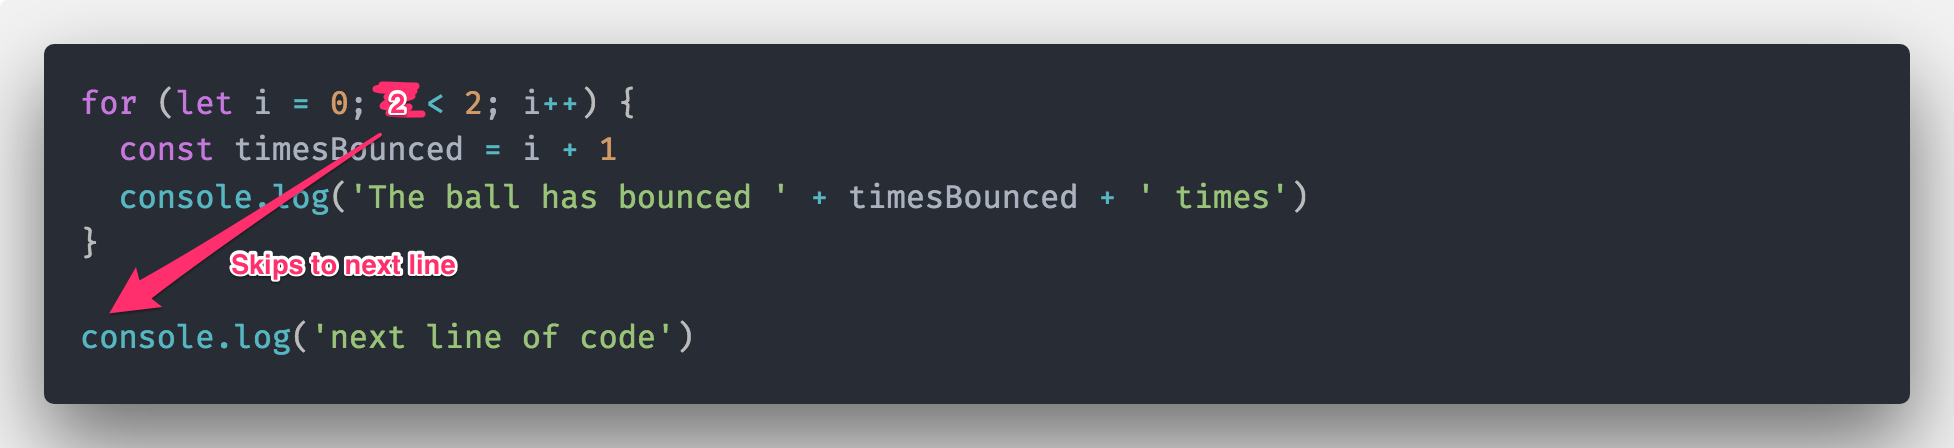 for (let i = 0; 2 < 2; i++) {
  const timesBounced = i + 1
  console.log('The ball has bounced ' + timesBounced + ' times')
}
Skips to next line
console.log('next line of code')